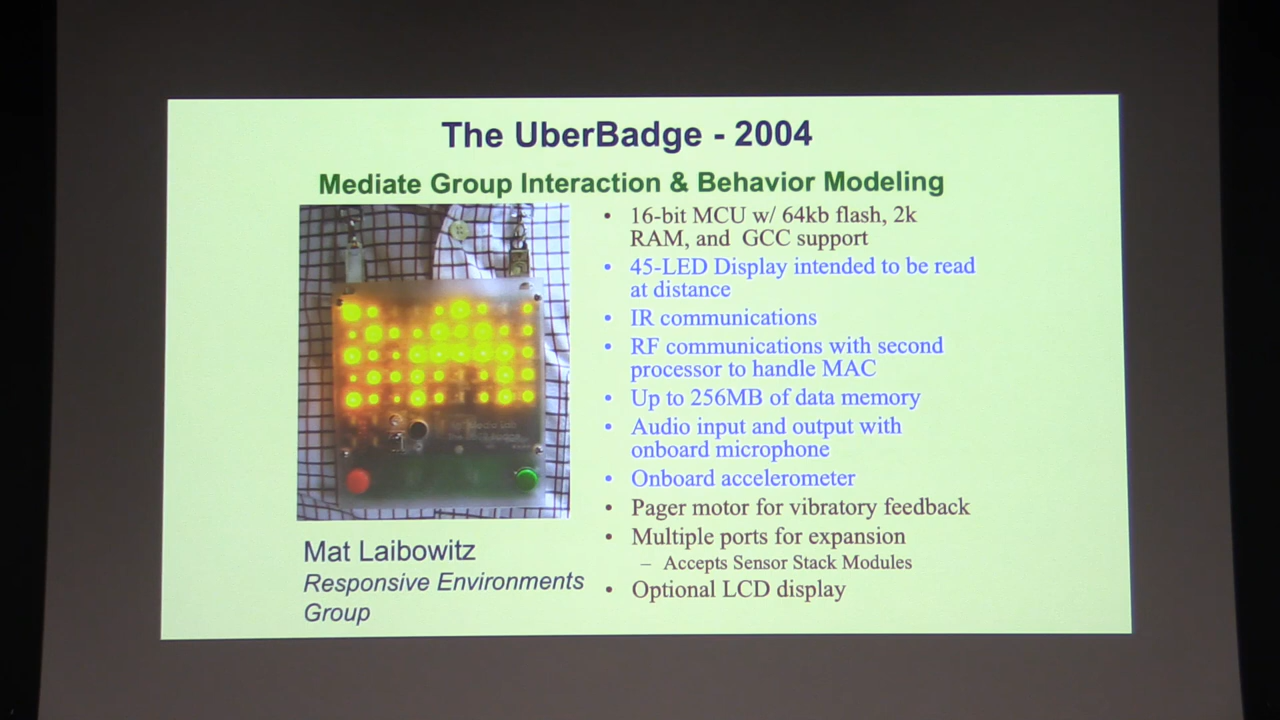 The UberBadge - 2004
Mediate Group Interaction & Behavior Modeling
• 16-bit MCU w/ 64kb flash, 2k
RAM, and GCC support
• 45-LED Display intended to be read
at distance
• IR communications
• RF communications with second
processor to handle MAC
• Up to 256MB of data memory
• Audio input and output with
onboard microphone
• Onboard accelerometer
• Pager motor for vibratory feedback
• Multiple ports for expansion
– Accepts Sensor Stack Modules
• Optional LCD display
Mat Laibowitz
Responsive Environments
Group